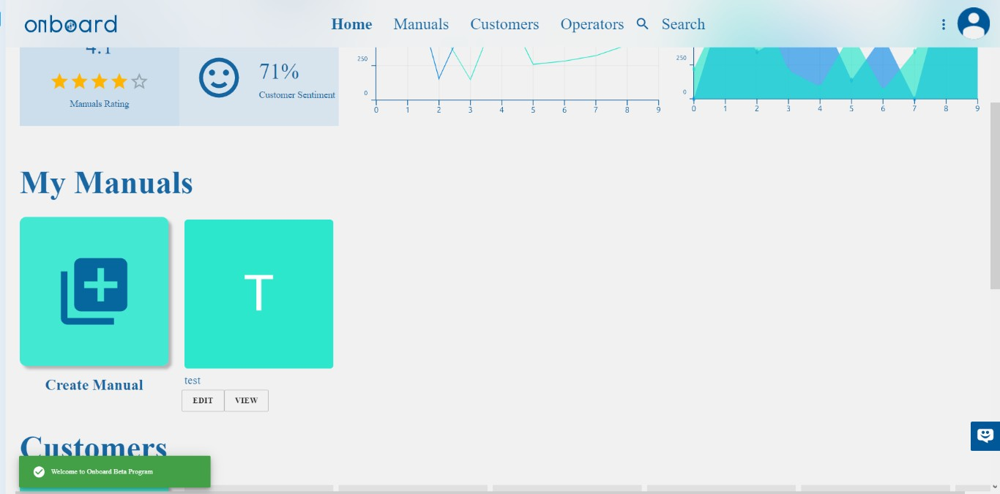 onboard
Home Manuals Customers Operators Search
4.1
Manuals Rating
71%
Customer Sentiment
250
0
0 1 2 3 4 5 6 7 8 9
250
0
0 1 2 3 4 5 6 7 8 9
My Manuals
T
Create Manual
test
EDIT VIEW
Customers
Welcome to Onboard Beta Program